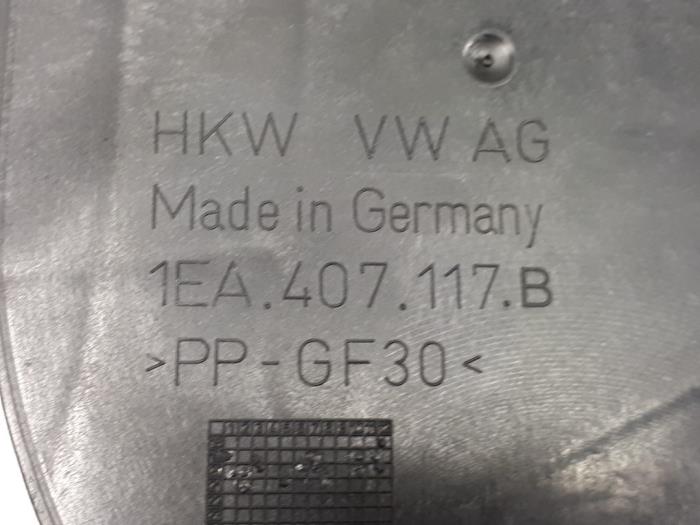 HKW VW AG
Made in Germany
1EA.407.117.B
>PP-GF30<